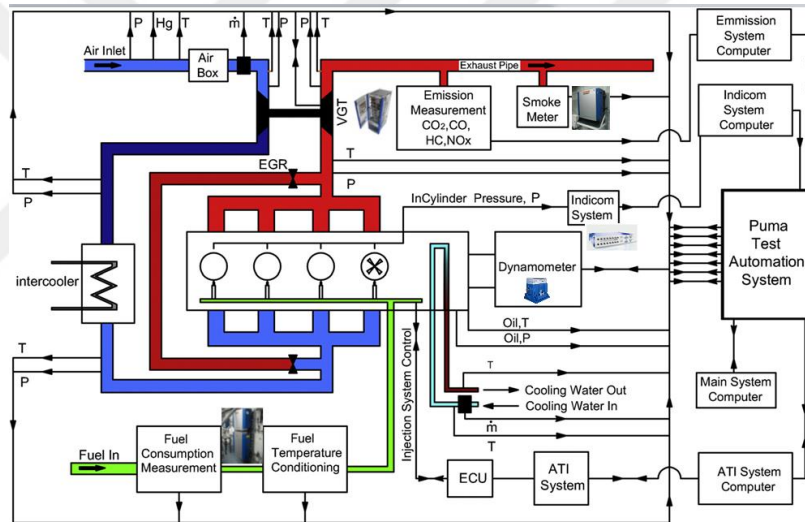 P
Hg
T
ṁ
T
P
P
T
Air Inlet
Air
Box
Exhaust Pipe
VGT
Emission
Measurement
CO2,CO,
HC,NOx
Smoke
Meter
Emmission
System
Computer
Indicom System
Computer
EGR
T
P
T
P
InCylinder Pressure, P
Indicom
System
Puma
Test
Automation
System
intercooler
Dynamometer
Oil,T
Oil,P
T
P
T
Cooling Water Out
Cooling Water In
ṁ
T
Injection System Control
Main System
Computer
Fuel In
Fuel
Consumption
Measurement
Fuel
Temperature
Conditioning
ECU
ATI
System
ATI System
Computer